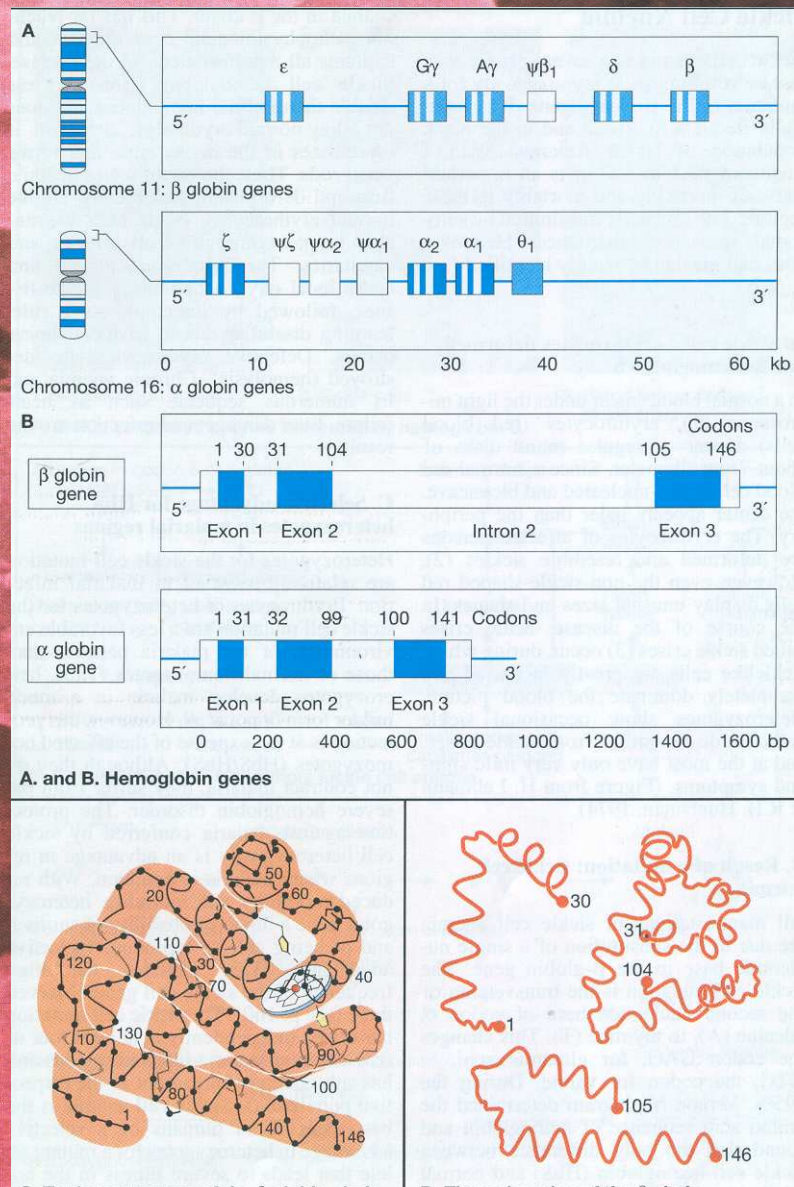 A
ε Gγ Aγ ψβ1 δ β
5´ 3´
Chromosome 11: β globin genes
ζ ψζ ψα2 ψα1 α2 α1 θ1
5´ 3´
0 10 20 30 40 50 60 kb
Chromosome 16: α globin genes
B
Codons
1 30 31 104 105 146
β globin gene
5´ 3´
Exon 1 Exon 2 Intron 2 Exon 3
1 31 32 99 100 141 Codons
α globin gene
5´ 3´
Exon 1 Exon 2 Exon 3
0 200 400 600 800 1000 1200 1400 1600 bp
A. and B. Hemoglobin genes
50
20 60
110
120 30 40
70
10 130 90
80 100
1 140 146
30
31
104
1
105
146